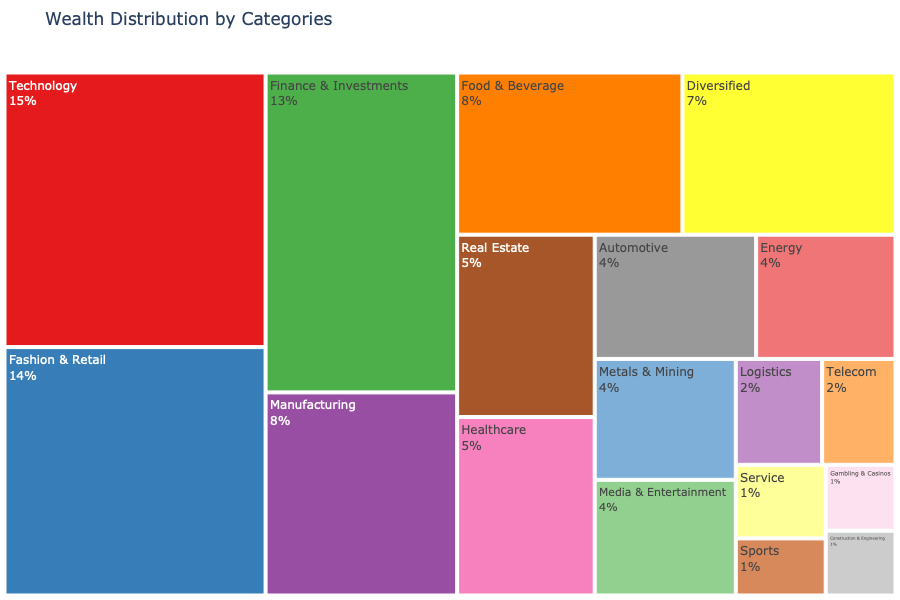 Wealth Distribution by Categories
Technology
15%
Fashion & Retail
14%
Finance & Investments
13%
Manufacturing
8%
Food & Beverage
8%
Diversified
7%
Real Estate
5%
Healthcare
5%
Automotive
4%
Energy
4%
Metals & Mining
4%
Media & Entertainment
4%
Logistics
2%
Telecom
2%
Service
1%
Sports
1%
Gambling & Casinos
1%
Construction & Engineering
1%